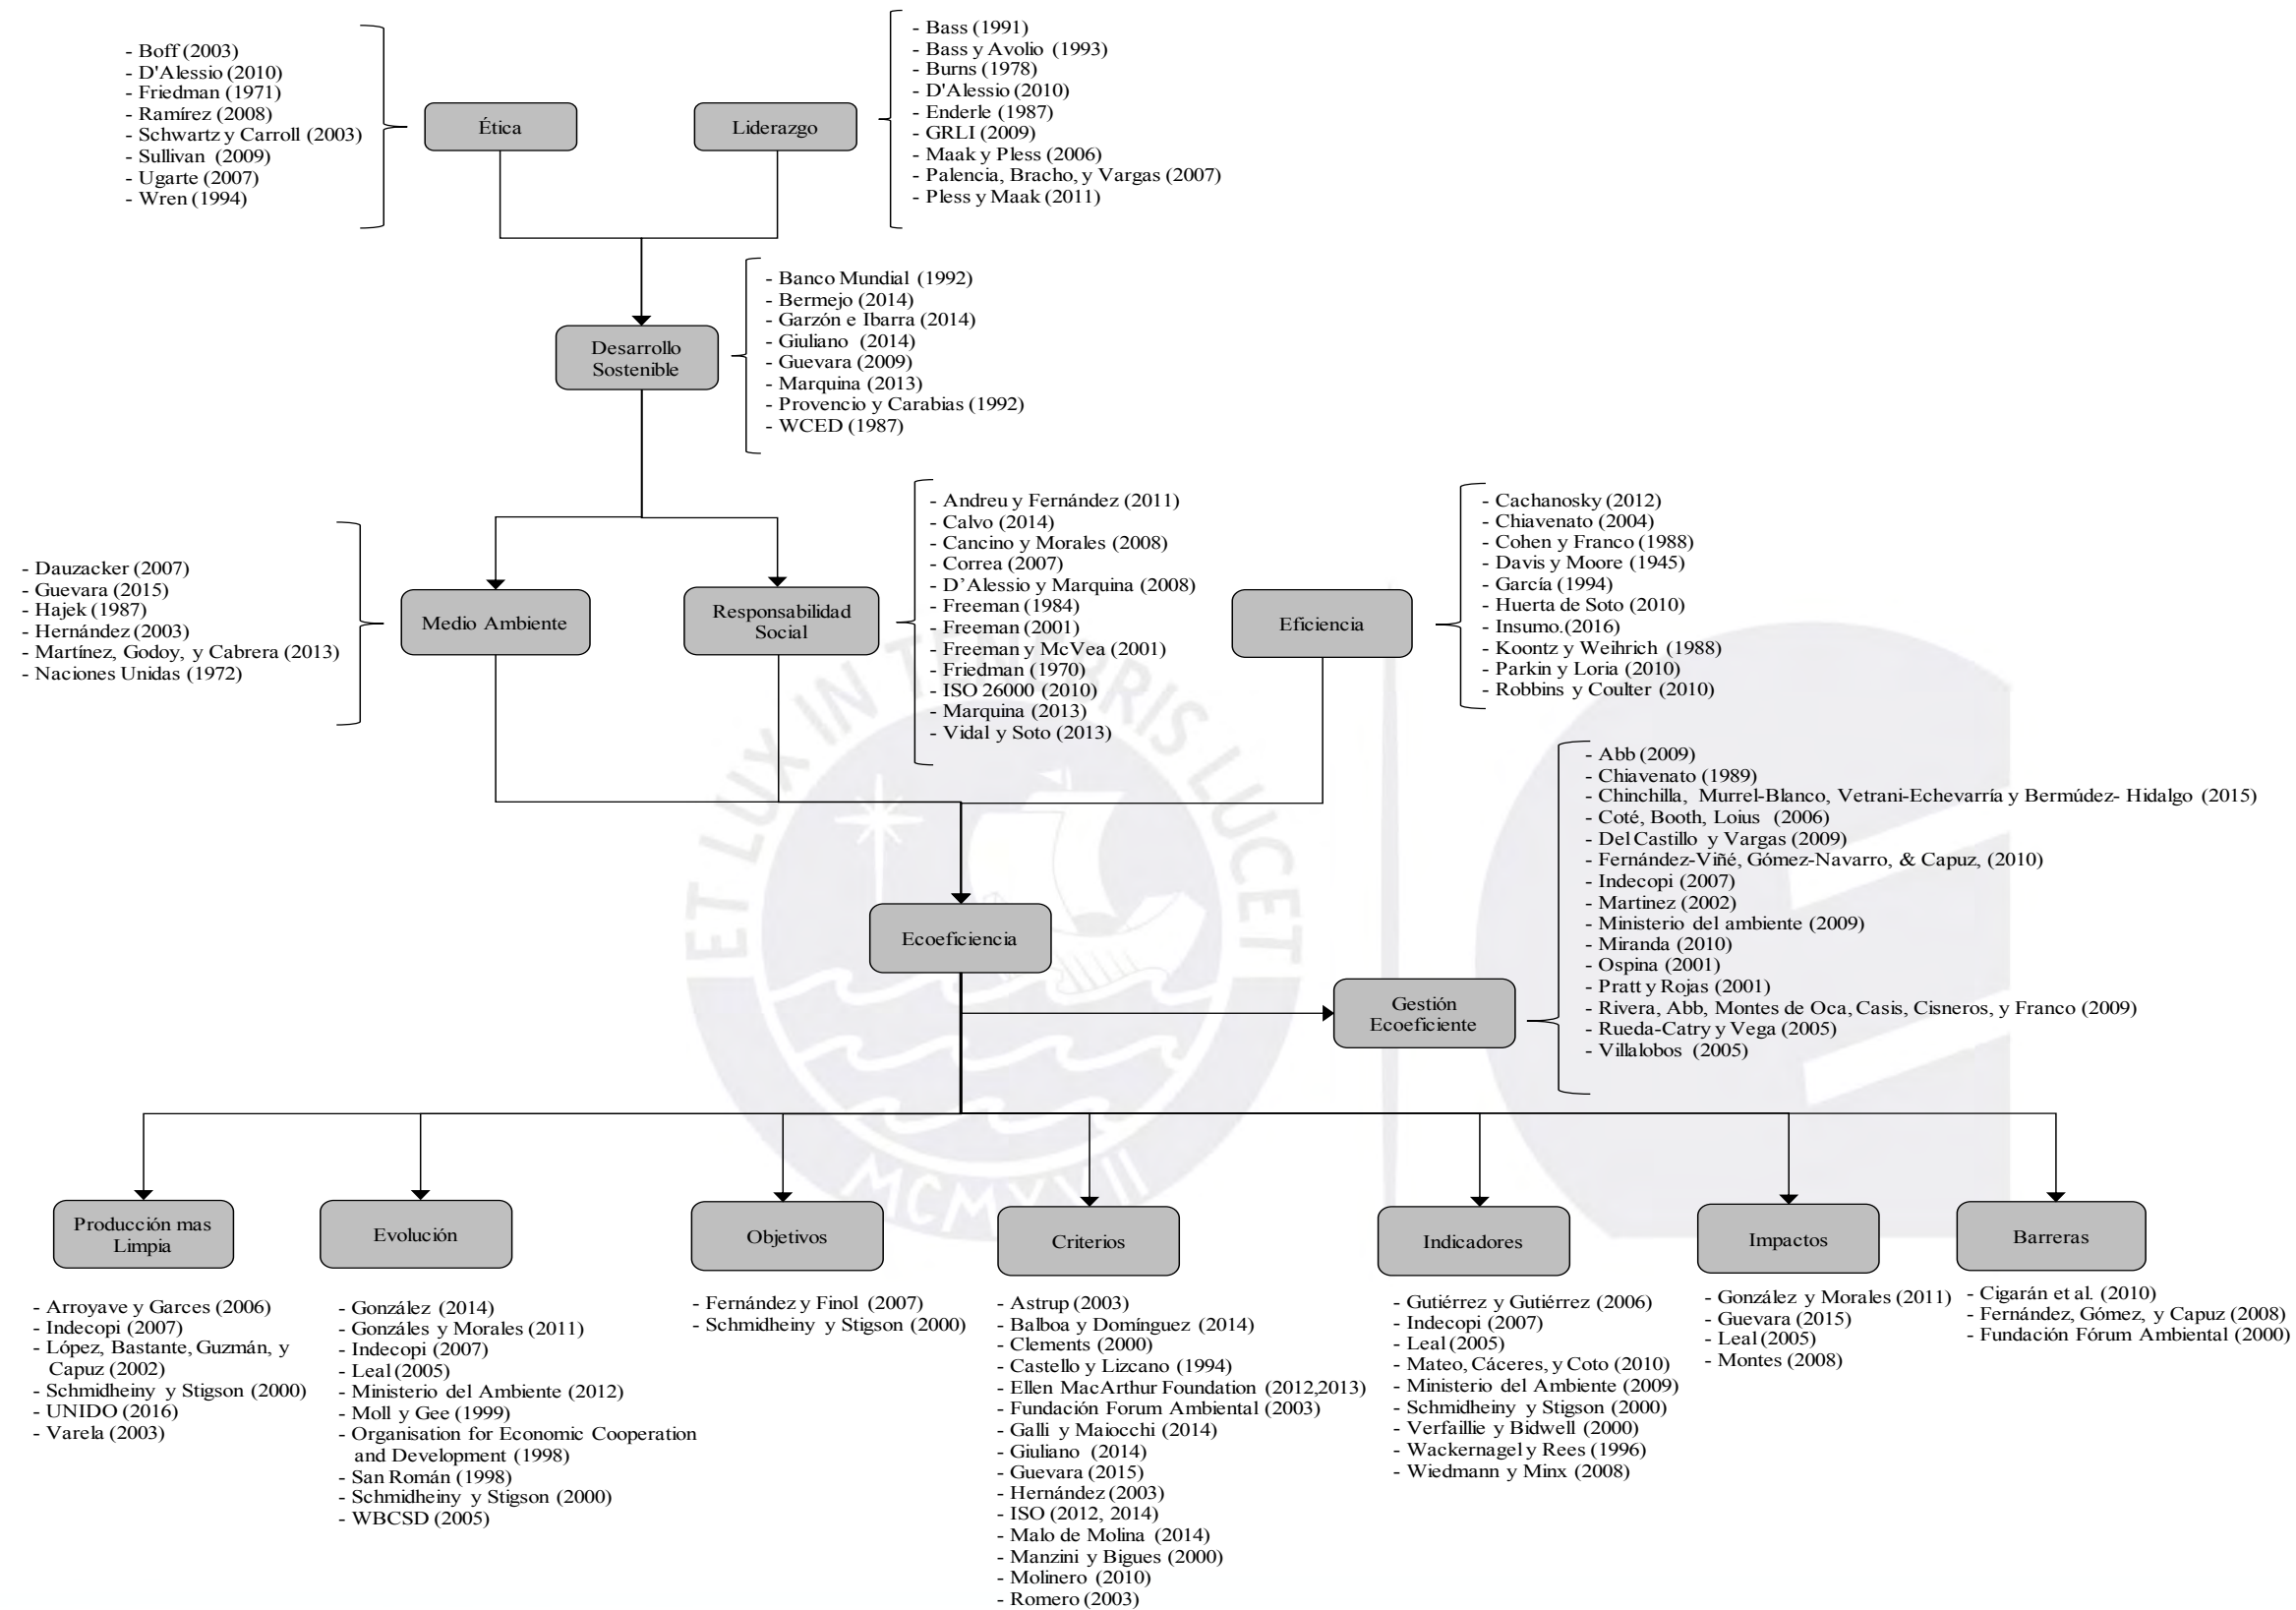 - Boff (2003)
- D'Alessio (2010)
- Friedman (1971)
- Ramírez (2008)
- Schwartz y Carroll (2003)
- Sullivan (2009)
- Ugarte (2007)
- Wren (1994)
Ética
Liderazgo
- Bass (1991)
- Bass y Avolio (1993)
- Burns (1978)
- D'Alessio (2010)
- Enderle (1987)
- GRLI (2009)
- Maak y Pless (2006)
- Palencia, Bracho, y Vargas (2007)
- Pless y Maak (2011)
Desarrollo
Sostenible
- Banco Mundial (1992)
- Bermejo (2014)
- Garzón e Ibarra (2014)
- Giuliano (2014)
- Guevara (2009)
- Marquina (2013)
- Provencio y Carabias (1992)
- WCED (1987)
- Dauzacker (2007)
- Guevara (2015)
- Hajek (1987)
- Hernández (2003)
- Martínez, Godoy, y Cabrera (2013)
- Naciones Unidas (1972)
Medio Ambiente
Responsabilidad
Social
- Andreu y Fernández (2011)
- Calvo (2014)
- Cancino y Morales (2008)
- Correa (2007)
- D’Alessio y Marquina (2008)
- Freeman (1984)
- Freeman (2001)
- Freeman y McVea (2001)
- Friedman (1970)
- ISO 26000 (2010)
- Marquina (2013)
- Vidal y Soto (2013)
Eficiencia
- Cachanosky (2012)
- Chiavenato (2004)
- Cohen y Franco (1988)
- Davis y Moore (1945)
- García (1994)
- Huerta de Soto (2010)
- Insumo.(2016)
- Koontz y Weihrich (1988)
- Parkin y Loria (2010)
- Robbins y Coulter (2010)
ET LUX IN TENEBRIS LUCET
MCMXVII
Ecoeficiencia
Gestión
Ecoeficiente
- Abb (2009)
- Chiavenato (1989)
- Chinchilla, Murrel-Blanco, Vetrani-Echevarría y Bermúdez- Hidalgo (2015)
- Coté, Booth, Loius (2006)
- Del Castillo y Vargas (2009)
- Fernández-Viñé, Gómez-Navarro, & Capuz, (2010)
- Indecopi (2007)
- Martinez (2002)
- Ministerio del ambiente (2009)
- Miranda (2010)
- Ospina (2001)
- Pratt y Rojas (2001)
- Rivera, Abb, Montes de Oca, Casis, Cisneros, y Franco (2009)
- Rueda-Catry y Vega (2005)
- Villalobos (2005)
Producción mas
Limpia
- Arroyave y Garces (2006)
- Indecopi (2007)
- López, Bastante, Guzmán, y
Capuz (2002)
- Schmidheiny y Stigson (2000)
- UNIDO (2016)
- Varela (2003)
Evolución
- González (2014)
- Gonzáles y Morales (2011)
- Indecopi (2007)
- Leal (2005)
- Ministerio del Ambiente (2012)
- Moll y Gee (1999)
- Organisation for Economic Cooperation
and Development (1998)
- San Román (1998)
- Schmidheiny y Stigson (2000)
- WBCSD (2005)
Objetivos
- Fernández y Finol (2007)
- Schmidheiny y Stigson (2000)
Criterios
- Astrup (2003)
- Balboa y Domínguez (2014)
- Clements (2000)
- Castello y Lizcano (1994)
- Ellen MacArthur Foundation (2012,2013)
- Fundación Forum Ambiental (2003)
- Galli y Maiocchi (2014)
- Giuliano (2014)
- Guevara (2015)
- Hernández (2003)
- ISO (2012, 2014)
- Malo de Molina (2014)
- Manzini y Bigues (2000)
- Molinero (2010)
- Romero (2003)
Indicadores
- Gutiérrez y Gutiérrez (2006)
- Indecopi (2007)
- Leal (2005)
- Mateo, Cáceres, y Coto (2010)
- Ministerio del Ambiente (2009)
- Schmidheiny y Stigson (2000)
- Verfaillie y Bidwell (2000)
- Wackernagel y Rees (1996)
- Wiedmann y Minx (2008)
Impactos
- González y Morales (2011)
- Guevara (2015)
- Leal (2005)
- Montes (2008)
Barreras
- Cigarán et al. (2010)
- Fernández, Gómez, y Capuz (2008)
- Fundación Fórum Ambiental (2000)